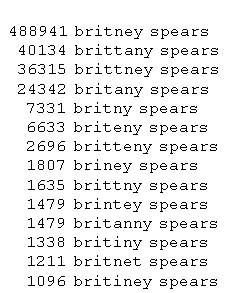 488941 britney spears
40134 brittany spears
36315 brittney spears
24342 britany spears
7331 britny spears
6633 briteny spears
2696 britteny spears
1807 briney spears
1635 brittny spears
1479 brintey spears
1479 britanny spears
1338 britiny spears
1211 britnet spears
1096 britiney spears